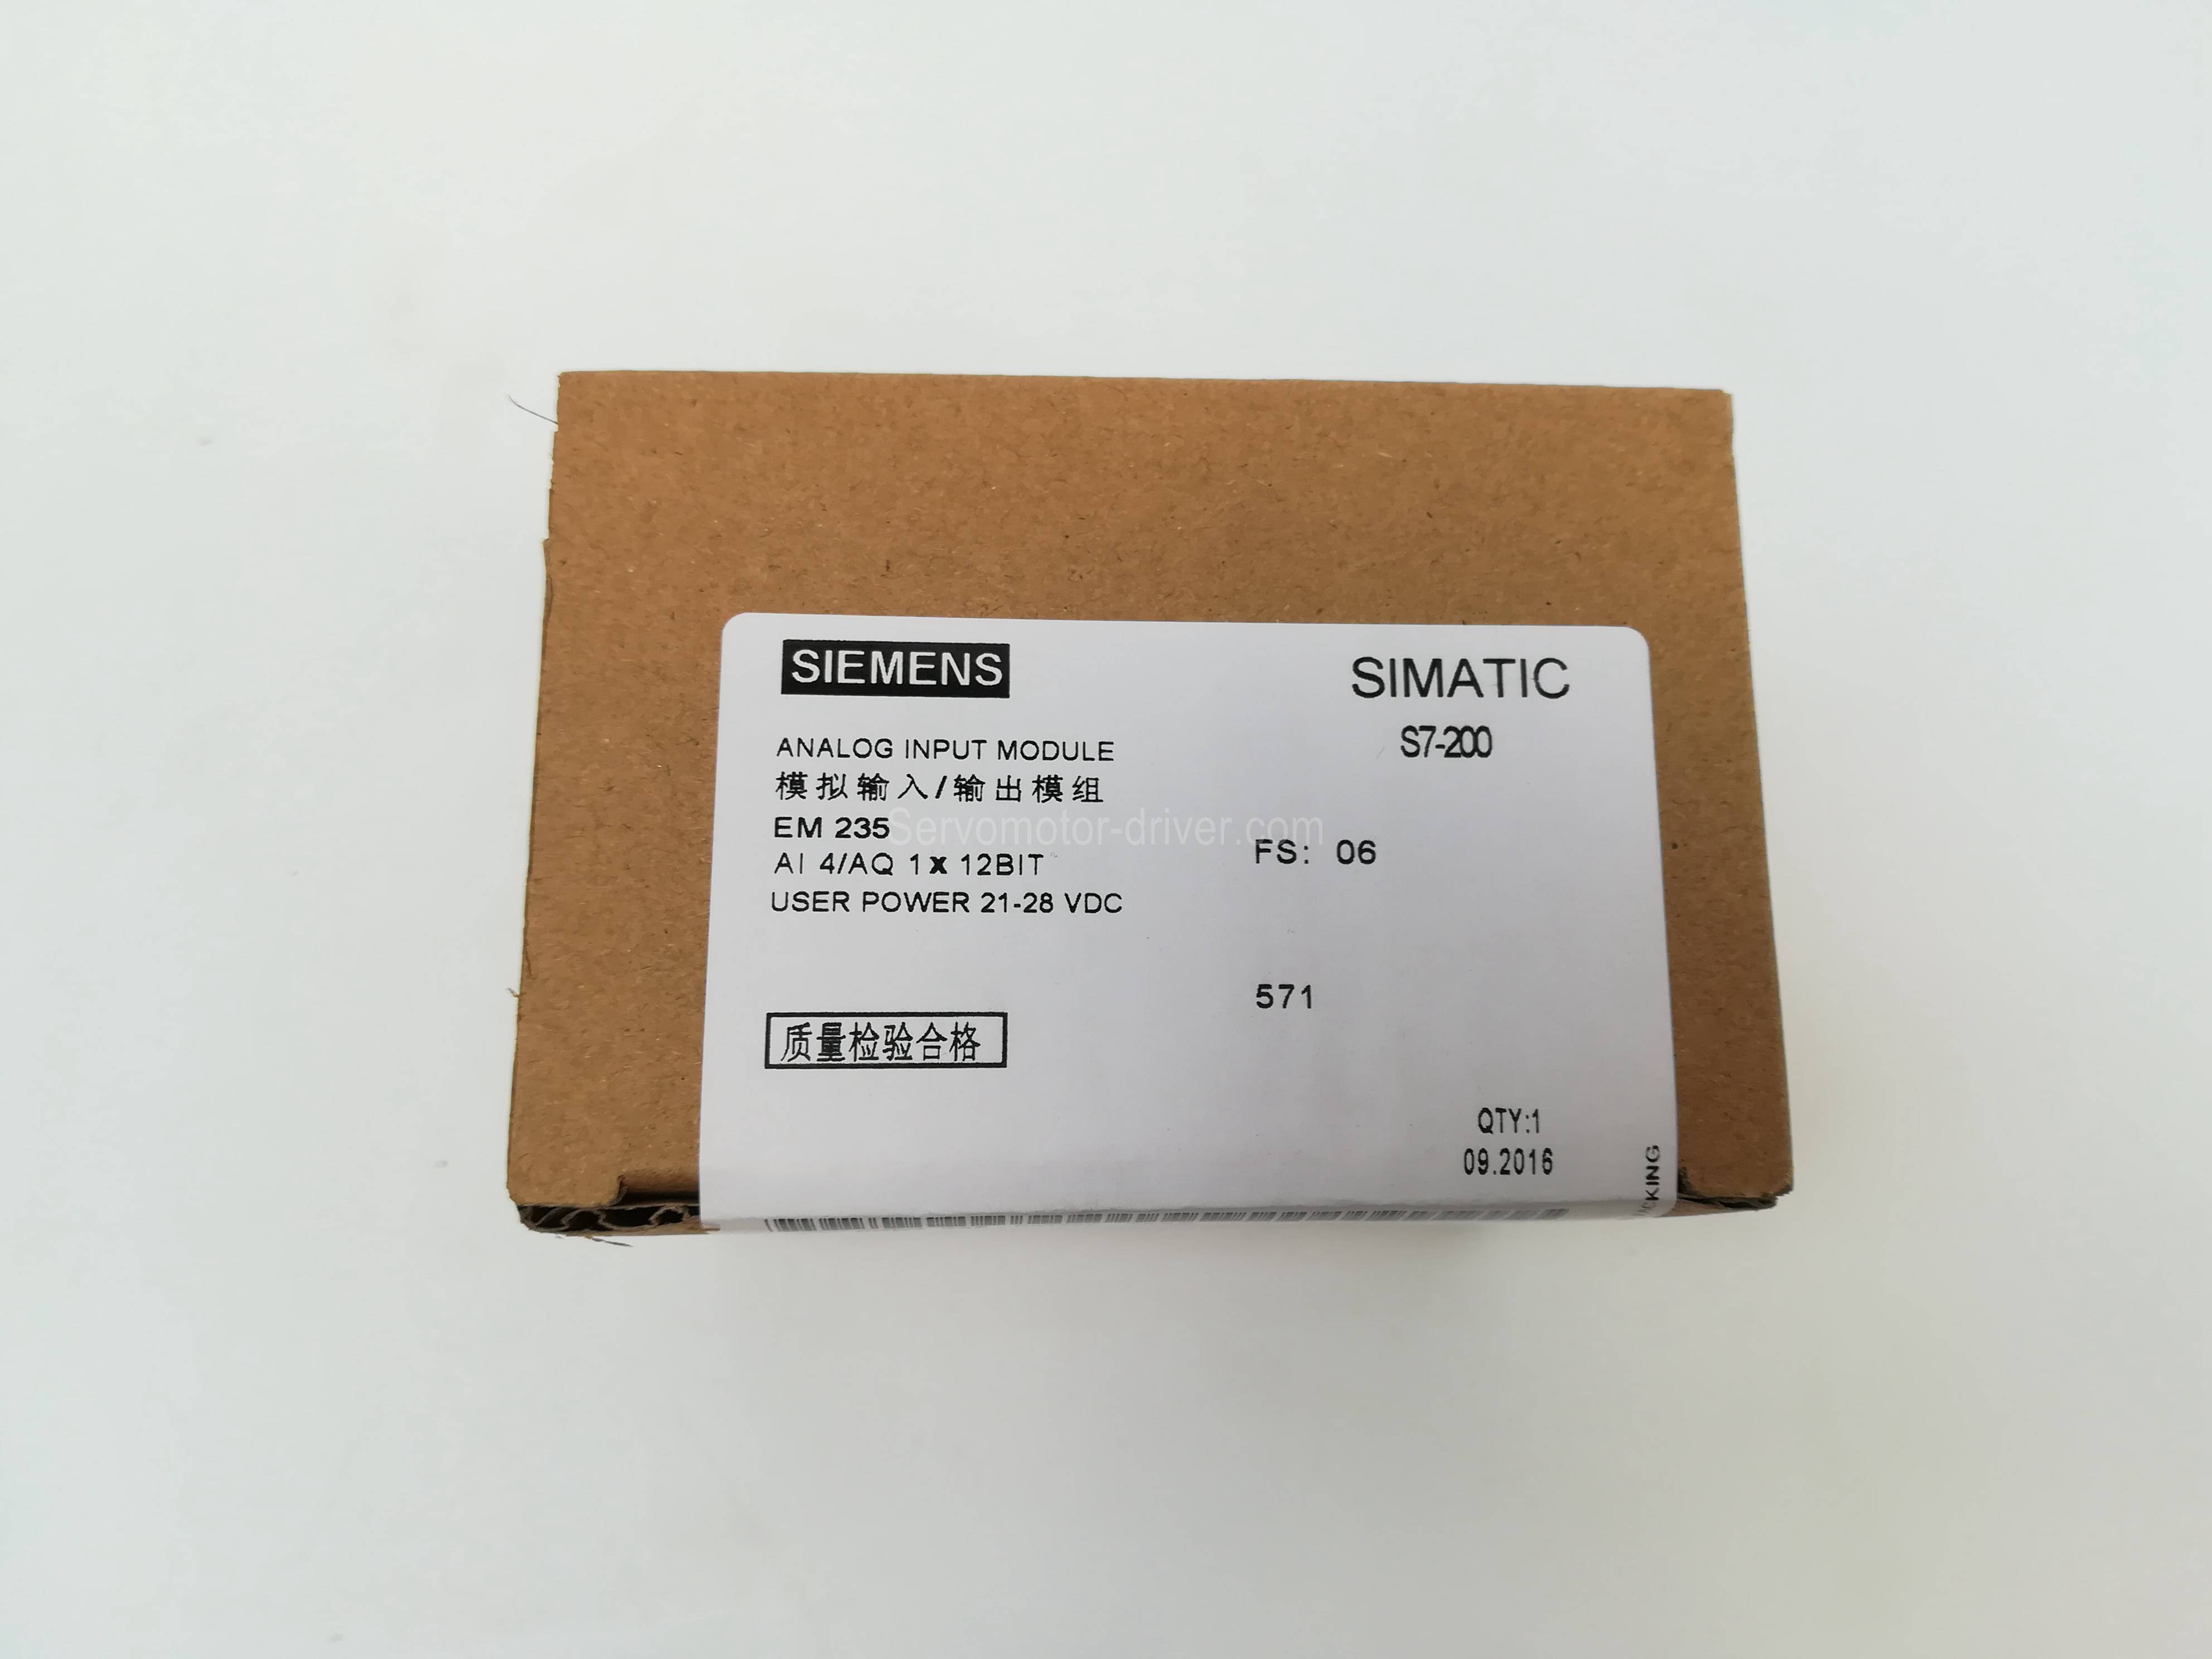 SIEMENS
SIMATIC
S7-200
ANALOG INPUT MODULE
模拟输入/输出模组
EM 235
Servomotor-driver.com
AI 4/AQ 1x 12BIT
FS: 06
USER POWER 21-28 VDC
571
质量检验合格
QTY:1
09.2016